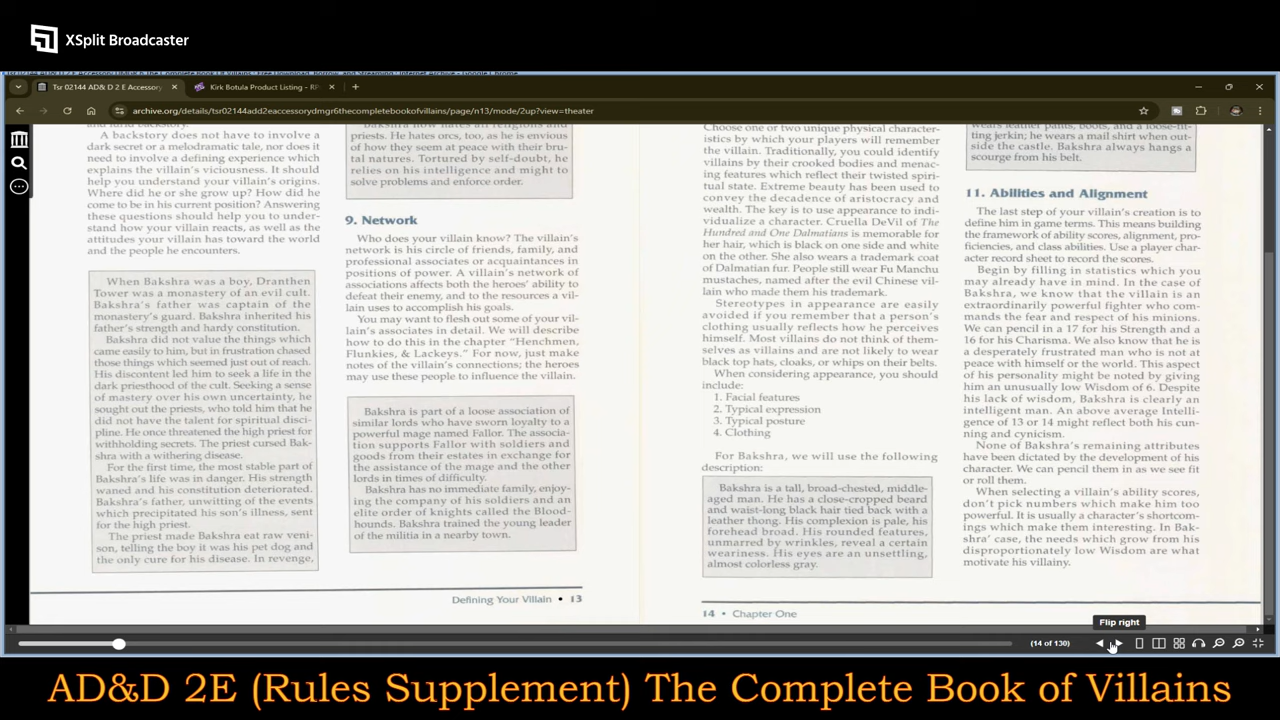 XSplit Broadcaster
Tsr 02144 AD& D 2 E Accessory
Kirk Botula Product Listing - RP
archive.org/details/tsr02144add2eaccessorydmgr6thecompletebookofvillains/page/n13/mode/2up?view=theater
A backstory does not have to involve a
dark secret or a melodramatic tale, nor does it
need to involve a defining experience which
explains the villain's viciousness. It should
help you understand your villain's origins.
Where did he or she grow up? How did he
come to be in his current position? Answering
these questions should help you to under-
stand how your villain reacts, as well as the
attitudes your villain has toward the world
and the people he encounters.
When Bakshra was a boy, Dranthen
Tower was a monastery of an evil cult.
Bakshra's father was captain of the
monastery's guard. Bakshra inherited his
father's strength and hardy constitution.
Bakshra did not value the things which
came easily to him, but in frustration chased
those things which seemed just out of reach.
His discontent led him to seek a life in the
dark priesthood of the cult. Seeking a sense
of mastery over his own uncertainty, he
sought out the priests, who told him that he
did not have the talent for spiritual disci-
pline. He once threatened the high priest for
withholding secrets. The priest cursed Bak-
shra with a withering disease.
For the first time, the most stable part of
Bakshra's life was in danger. His strength
waned and his constitution deteriorated.
Bakshra's father, unwitting of the events
which precipitated his son's illness, sent
for the high priest.
The priest made Bakshra eat raw veni-
son, telling the boy it was his pet dog and
the only cure for his disease. In revenge,
priests. He hates orcs, too, as he is envious
of how they seem at peace with their bru-
tal natures. Tortured by self-doubt, he
relies on his intelligence and might to
solve problems and enforce order.
9. Network
Who does your villain know? The villain's
network is his circle of friends, family, and
professional associates or acquaintances in
positions of power. A villain's network of
associations affects both the heroes' ability to
defeat their enemy, and to the resources a vil-
lain uses to accomplish his goals.
You may want to flesh out some of your vil-
lain's associates in detail. We will describe
how to do this in the chapter "Henchmen,
Flunkies, & Lackeys." For now, just make
notes of the villain's connections; the heroes
may use these people to influence the villain.
Bakshra is part of a loose association of
similar lords who have sworn loyalty to a
powerful mage named Fallor. The associa-
tion supports Fallor with soldiers and
goods from their estates in exchange for
the assistance of the mage and the other
lords in times of difficulty.
Bakshra has no immediate family, enjoy-
ing the company of his soldiers and an
elite order of knights called the Blood-
hounds. Bakshra trained the young leader
of the militia in a nearby town.
Defining Your Villain • 13
Choose one or two unique physical character-
istics by which your players will remember
the villain. Traditionally, you could identify
villains by their crooked bodies and menac-
ing features which reflect their twisted spiri-
tual state. Extreme beauty has been used to
convey the decadence of aristocracy and
wealth. The key is to use appearance to indi-
vidualize a character. Cruella DeVil of The
Hundred and One Dalmatians is memorable for
her hair, which is black on one side and white
on the other. She also wears a trademark coat
of Dalmatian fur. People still wear Fu Manchu
mustaches, named after the evil Chinese vil-
lain who made them his trademark.
Stereotypes in appearance are easily
avoided if you remember that a person's
clothing usually reflects how he perceives
himself. Most villains do not think of them-
selves as villains and are not likely to wear
black top hats, cloaks, or whips on their belts.
When considering appearance, you should
include:
1. Facial features
2. Typical expression
3. Typical posture
4. Clothing
For Bakshra, we will use the following
description:
Bakshra is a tall, broad-chested, middle-
aged man. He has a close-cropped beard
and waist-long black hair tied back with a
leather thong. His complexion is pale, his
forehead broad. His rounded features,
unmarred by wrinkles, reveal a certain
weariness. His eyes are an unsettling,
almost colorless gray.
14 • Chapter One
wears leather pants, boots, and a loose-fit-
ting jerkin; he wears a mail shirt when out-
side the castle. Bakshra always hangs a
scourge from his belt.
11. Abilities and Alignment
The last step of your villain's creation is to
define him in game terms. This means building
the framework of ability scores, alignment, pro-
ficiencies, and class abilities. Use a player char-
acter record sheet to record the scores.
Begin by filling in statistics which you
may already have in mind. In the case of
Bakshra, we know that the villain is an
extraordinarily powerful fighter who com-
mands the fear and respect of his minions.
We can pencil in a 17 for his Strength and a
16 for his Charisma. We also know that he is
a desperately frustrated man who is not at
peace with himself or the world. This aspect
of his personality might be noted by giving
him an unusually low Wisdom of 6. Despite
his lack of wisdom, Bakshra is clearly an
intelligent man. An above average Intelli-
gence of 13 or 14 might reflect both his cun-
ning and cynicism.
None of Bakshra's remaining attributes
have been dictated by the development of his
character. We can pencil them in as we see fit
or roll them.
When selecting a villain's ability scores,
don't pick numbers which make him too
powerful. It is usually a character's shortcom-
ings which make them interesting. In Bak-
shra' case, the needs which grow from his
disproportionately low Wisdom are what
motivate his villainy.
Flip right
(14 of 130)
AD&D 2E (Rules Supplement) The Complete Book of Villains